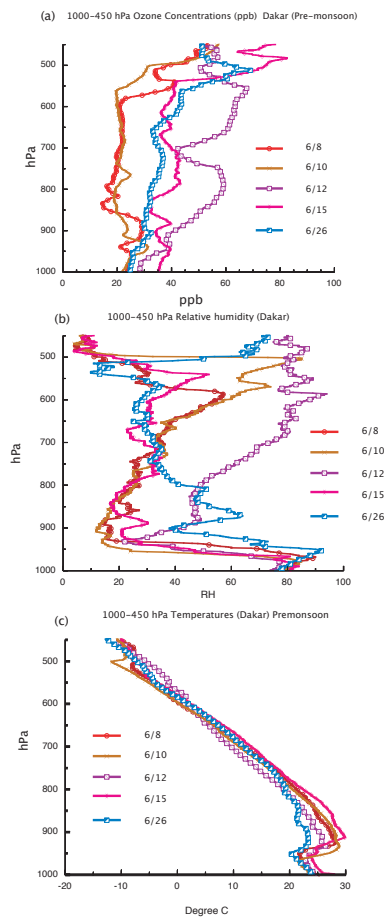 (a)
1000-450 hPa Ozone Concentrations (ppb) Dakar (Pre-monsoon)
500
600
700
800
900
1000
hPa
6/8
6/10
6/12
6/15
6/26
0 20 40 60 80 100
ppb
(b)
1000-450 hPa Relative humidity (Dakar)
500
600
700
800
900
1000
hPa
6/8
6/10
6/12
6/15
6/26
0 20 40 60 80 100
RH
(c)
1000-450 hPa Temperatures (Dakar) Premonsoon
500
600
700
800
900
1000
hPa
6/8
6/10
6/12
6/15
6/26
-20 -10 0 10 20 30
Degree C